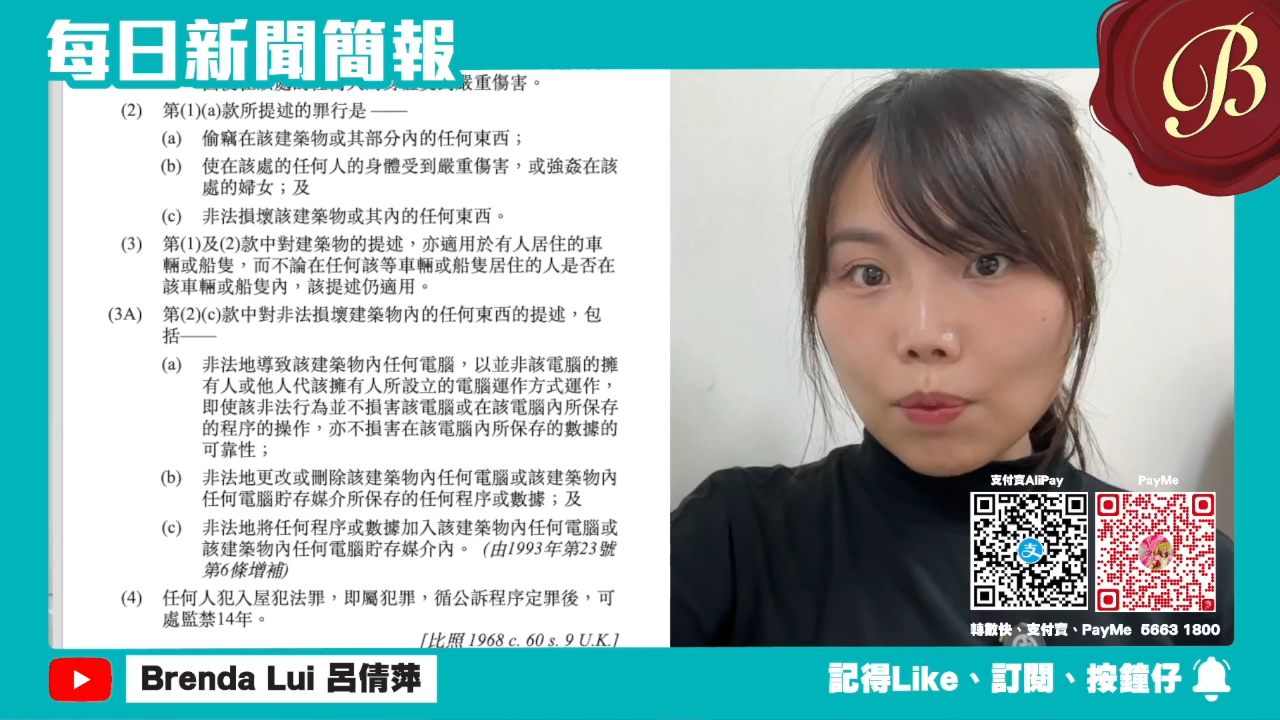 每日新聞簡報
B
嚴重傷害。
(2) 第(1)(a)款所提述的罪行是 ——
(a) 偷竊在該建築物或其部分內的任何東西；
(b) 使在該處的任何人的身體受到嚴重傷害，或強姦在該
處的婦女；及
(c) 非法損壞該建築物或其內的任何東西。
(3) 第(1)及(2)款中對建築物的提述，亦適用於有人居住的車
輛或船隻，而不論在任何該等車輛或船隻居住的人是否在
該車輛或船隻內，該提述仍適用。
(3A) 第(2)(c)款中對非法損壞建築物內的任何東西的提述，包
括——
(a) 非法地導致該建築物內任何電腦，以並非該電腦的擁
有人或他人代該擁有人所設立的電腦運作方式運作，
即使該非法行為並不損害該電腦或在該電腦內所保存
的程序的操作，亦不損害在該電腦內所保存的數據的
可靠性；
(b) 非法地更改或刪除該建築物內任何電腦或該建築物內
任何電腦貯存媒介所保存的任何程序或數據；及
(c) 非法地將任何程序或數據加入該建築物內任何電腦或
該建築物內任何電腦貯存媒介內。 (由1993年第23號
第6條增補)
(4) 任何人犯入屋犯法罪，即屬犯罪，循公訴程序定罪後，可
處監禁14年。
[比照 1968 c. 60 s. 9 U.K.]
支付寶AliPay
PayMe
支
轉數快、支付寶、PayMe 5663 1800
Brenda Lui 呂倩萍
記得Like、訂閱、按鐘仔